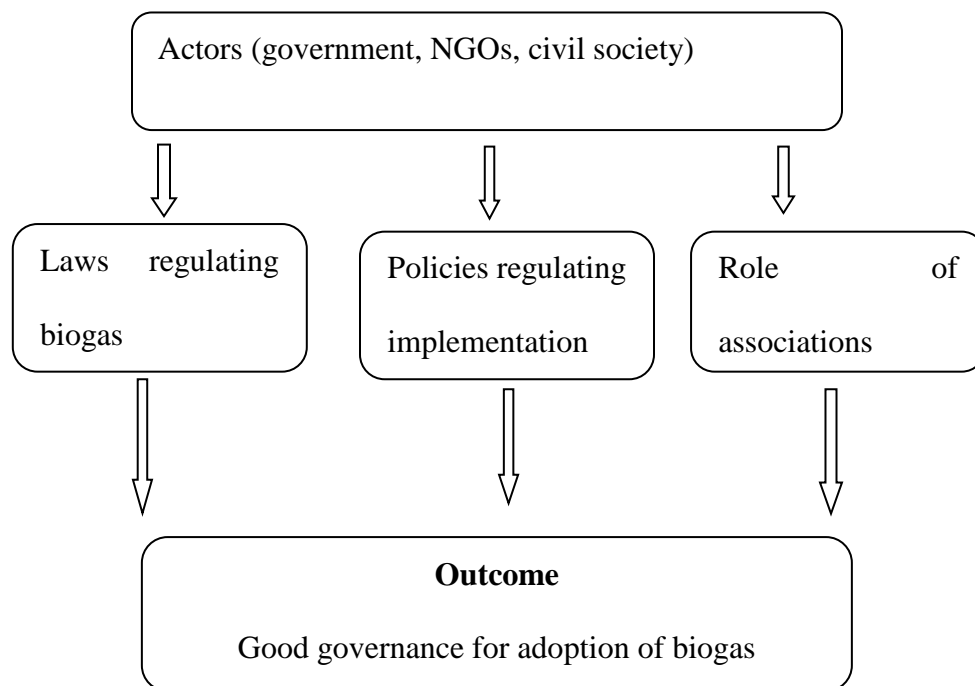 Actors (government, NGOs, civil society)
Laws regulating
biogas
Policies regulating
implementation
Role of
associations
Outcome
Good governance for adoption of biogas